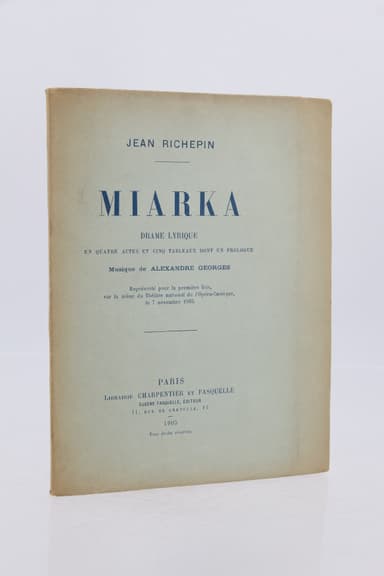 JEAN RICHEPIN
MIARKA
DRAME LYRIQUE
EN QUATRE ACTES ET CINQ TABLEAUX DONT UN PROLOGUE
Musique de ALEXANDRE GEORGES
Représenté pour la première fois,
sur la scène du Théâtre national de l'Opéra-Comique,
le 7 novembre 1905.
PARIS
LIBRAIRIE CHARPENTIER ET FASQUELLE
EUGÈNE FASQUELLE, ÉDITEUR
11, RUE DE GRENELLE, 11
1905
Tous droits réservés.